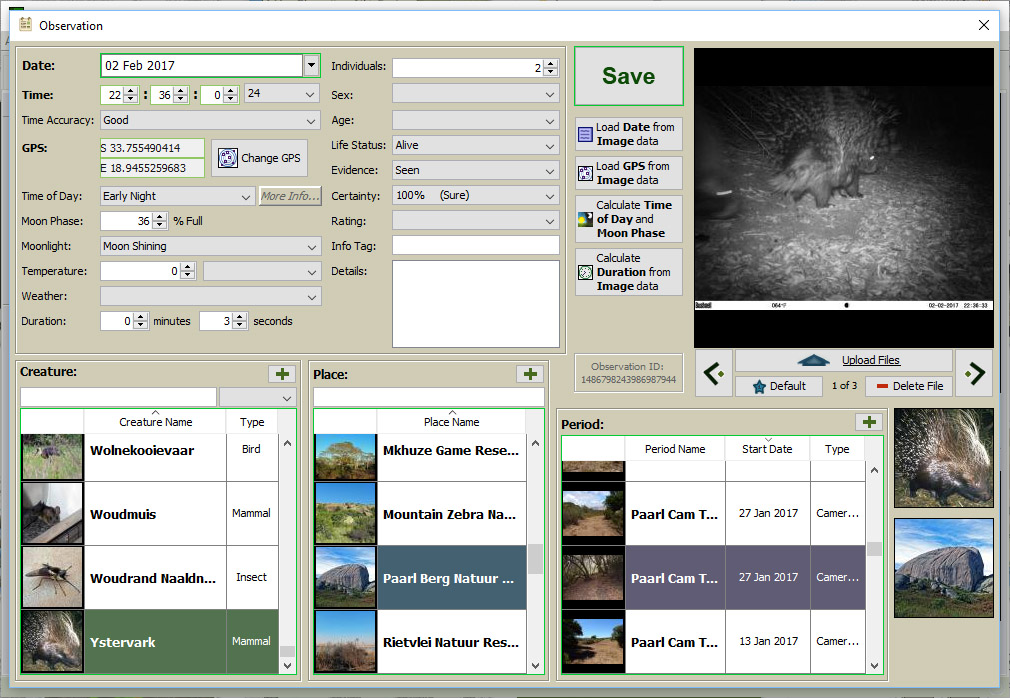 Observation
Date: 02 Feb 2017
Time: 22 : 36 : 0 24
Time Accuracy: Good
GPS: S 33.755490414
E 18.9455259683
Change GPS
Time of Day: Early Night More Info...
Moon Phase: 36 % Full
Moonlight: Moon Shining
Temperature: 0
Weather:
Duration: 0 minutes 3 seconds
Individuals: 2
Sex:
Age:
Life Status: Alive
Evidence: Seen
Certainty: 100% (Sure)
Rating:
Info Tag:
Details:
Save
Load Date from
Image data
Load GPS from
Image data
Calculate Time
of Day and
Moon Phase
Calculate
Duration from
Image data
Observation ID:
1486798243986987944
Bushnell 064°F 02-02-2017 22:36:33
Upload Files
Default 1 of 3 Delete File
Creature:
Creature Name Type
Wolnekooievaar Bird
Woudmuis Mammal
Woudrand Naaldn... Insect
Ystervark Mammal
Place:
Place Name
Mkhuze Game Rese...
Mountain Zebra Na...
Paarl Berg Natuur ...
Rietvlei Natuur Res...
Period:
Period Name Start Date Type
Paarl Cam T... 27 Jan 2017 Camer...
Paarl Cam T... 27 Jan 2017 Camer...
Paarl Cam T... 13 Jan 2017 Camer...